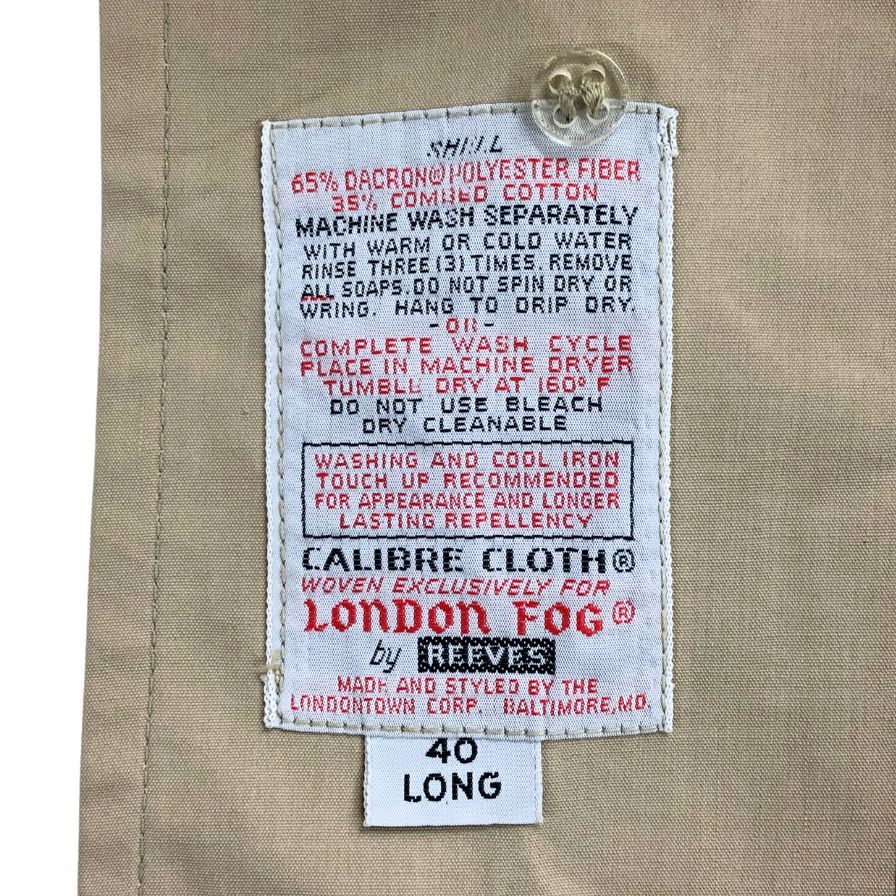 SHELL
65% DACRON® POLYESTER FIBER
35% COMBED COTTON
MACHINE WASH SEPARATELY
WITH WARM OR COLD WATER
RINSE THREE (3) TIMES. REMOVE
ALL SOAPS. DO NOT SPIN DRY OR
WRING. HANG TO DRIP DRY.
-OR-
COMPLETE WASH CYCLE
PLACE IN MACHINE DRYER
TUMBLE DRY AT 160° F
DO NOT USE BLEACH
DRY CLEANABLE
WASHING AND COOL IRON
TOUCH UP RECOMMENDED
FOR APPEARANCE AND LONGER
LASTING REPELLENCY
CALIBRE CLOTH®
WOVEN EXCLUSIVELY FOR
LONDON FOG®
by REEVES
MADE AND STYLED BY THE
LONDONTOWN CORP. BALTIMORE, MD.
40
LONG